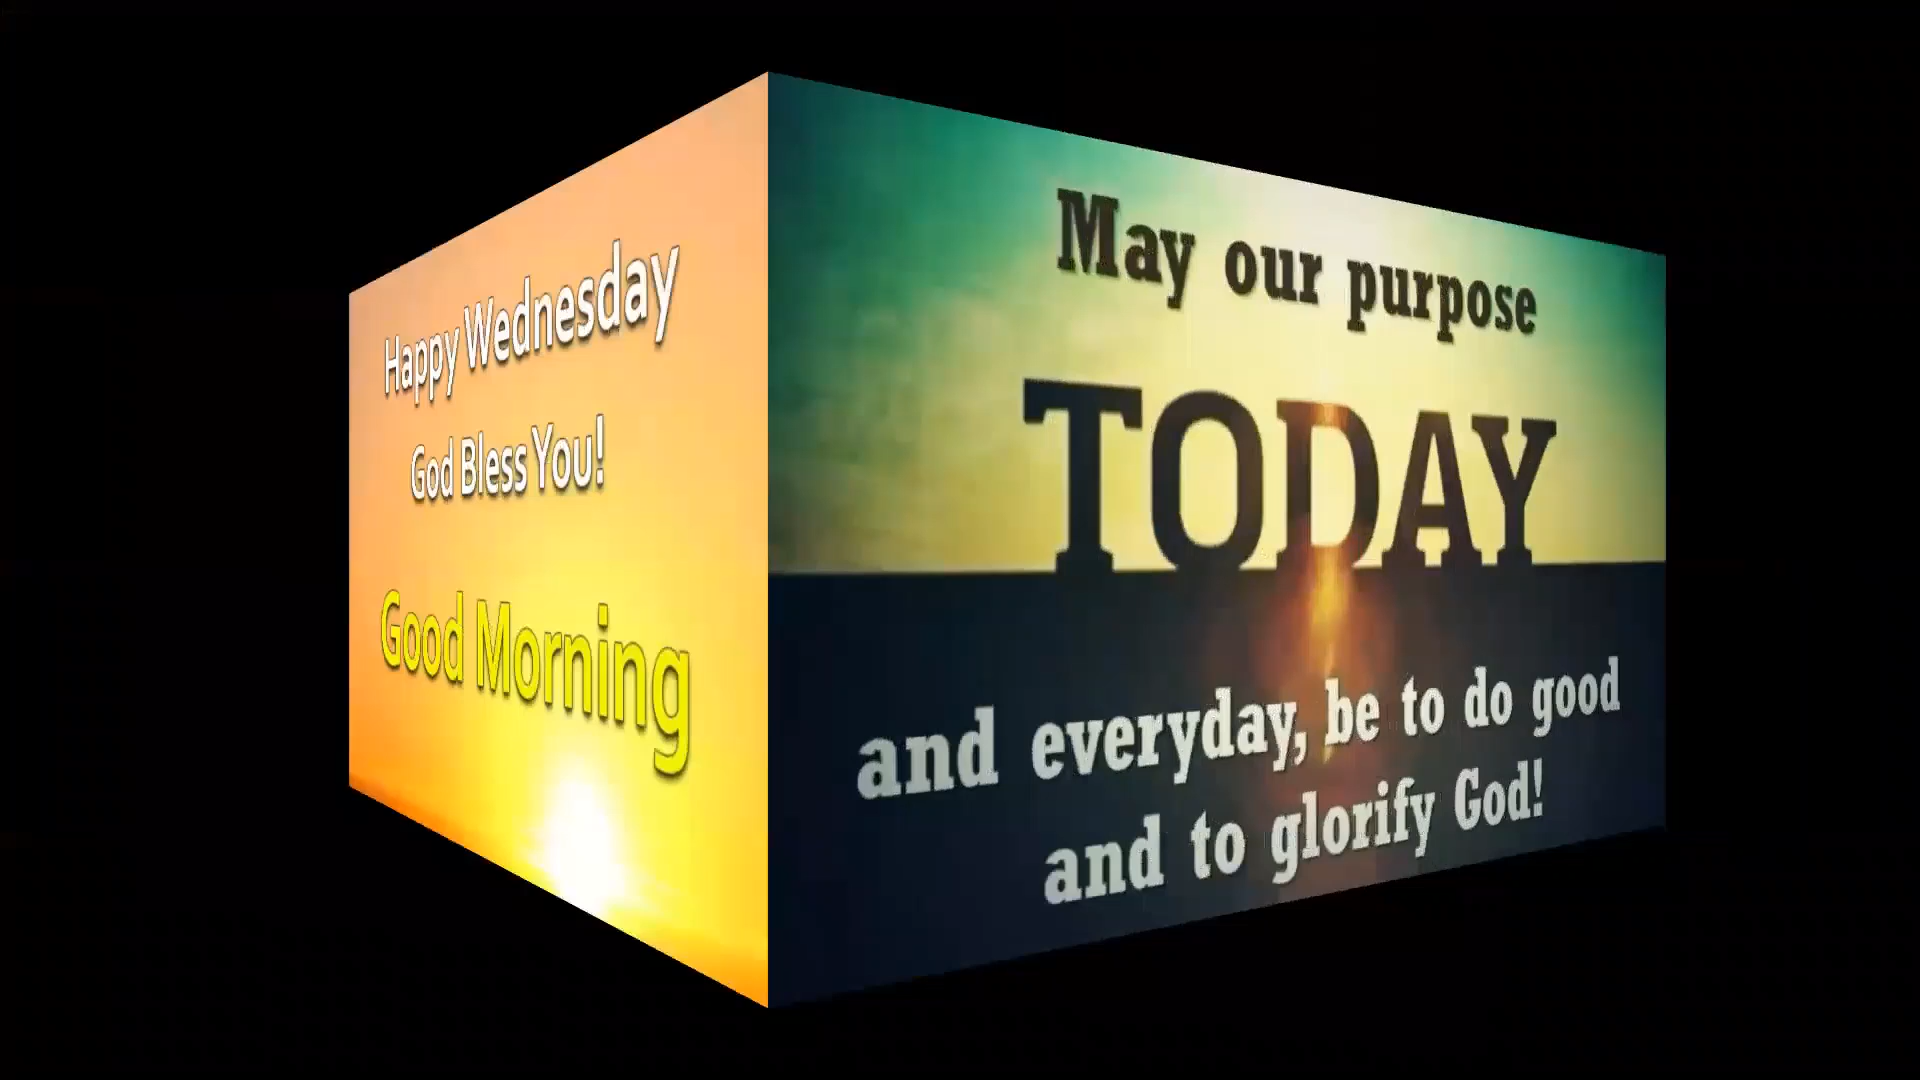 Happy Wednesday
God Bless You!
Good Morning
May our purpose
TODAY
and everyday, be to do good
and to glorify God!